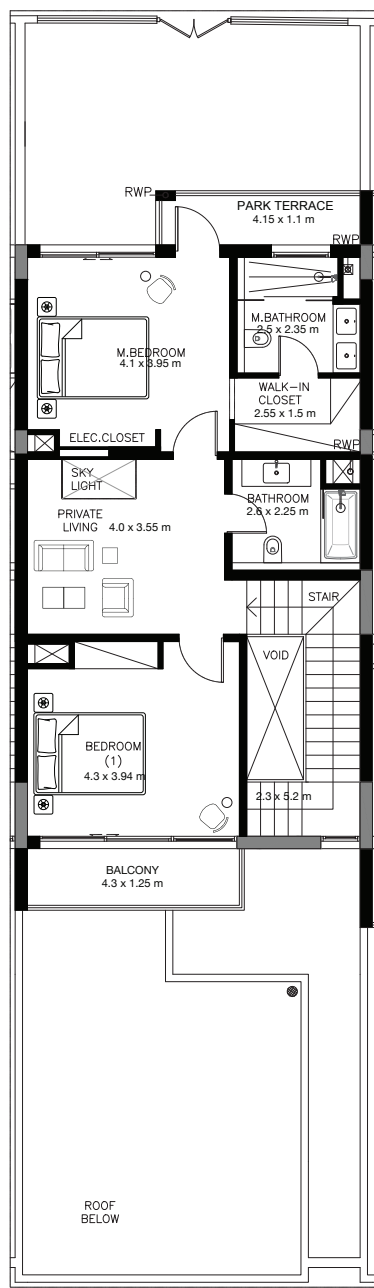 RWP
PARK TERRACE
4.15 x 1.1 m
RWP
M.BATHROOM
2.5 x 2.35 m
M.BEDROOM
4.1 x 3.95 m
WALK-IN
CLOSET
2.55 x 1.5 m
ELEC.CLOSET
RWP
SKY
LIGHT
PRIVATE
LIVING 4.0 x 3.55 m
BATHROOM
2.6 x 2.25 m
STAIR
VOID
BEDROOM
(1)
4.3 x 3.94 m
2.3 x 5.2 m
BALCONY
4.3 x 1.25 m
ROOF
BELOW